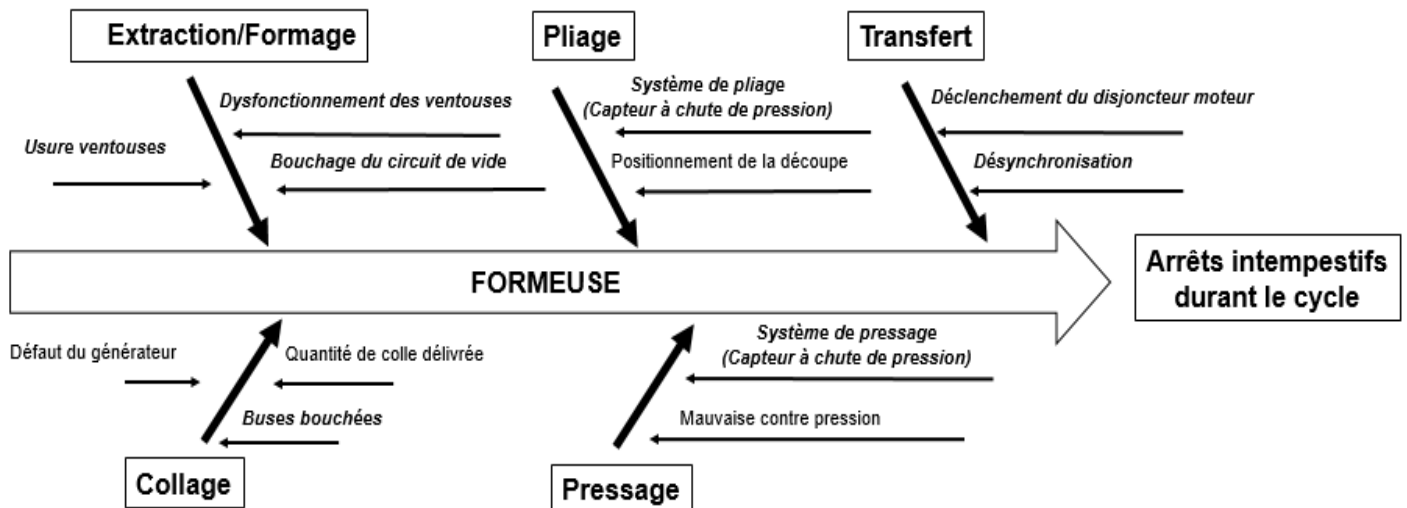 Extraction/Formage
Pliage
Transfert
Dysfonctionnement des ventouses
Système de pliage
(Capteur à chute de pression)
Déclenchement du disjoncteur moteur
Usure ventouses
Bouchage du circuit de vide
Positionnement de la découpe
Désynchronisation
FORMEUSE
Arrêts intempestifs
durant le cycle
Défaut du générateur
Quantité de colle délivrée
Système de pressage
(Capteur à chute de pression)
Buses bouchées
Mauvaise contre pression
Collage
Pressage